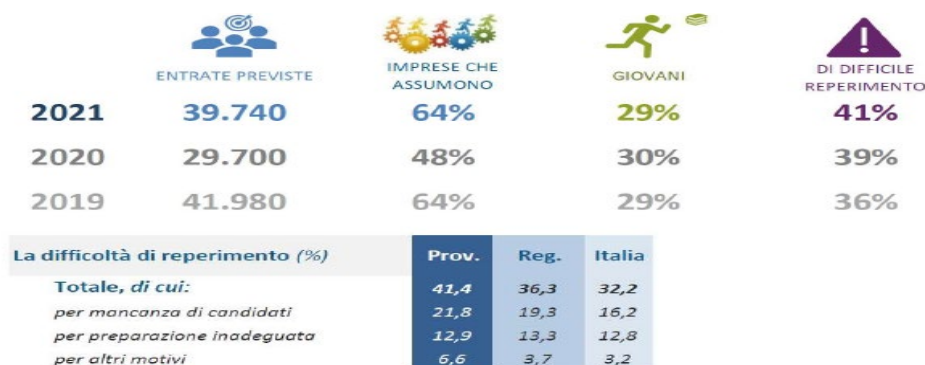 ENTRATE PREVISTE
IMPRESE CHE
ASSUMONO
GIOVANI
DI DIFFICILE
REPERIMENTO
2021 39.740 64% 29% 41%
2020 29.700 48% 30% 39%
2019 41.980 64% 29% 36%
La difficoltà di reperimento (%) Prov. Reg. Italia
Totale, di cui: 41,4 36,3 32,2
per mancanza di candidati 21,8 19,3 16,2
per preparazione inadeguata 12,9 13,3 12,8
per altri motivi 6,6 3,7 3,2